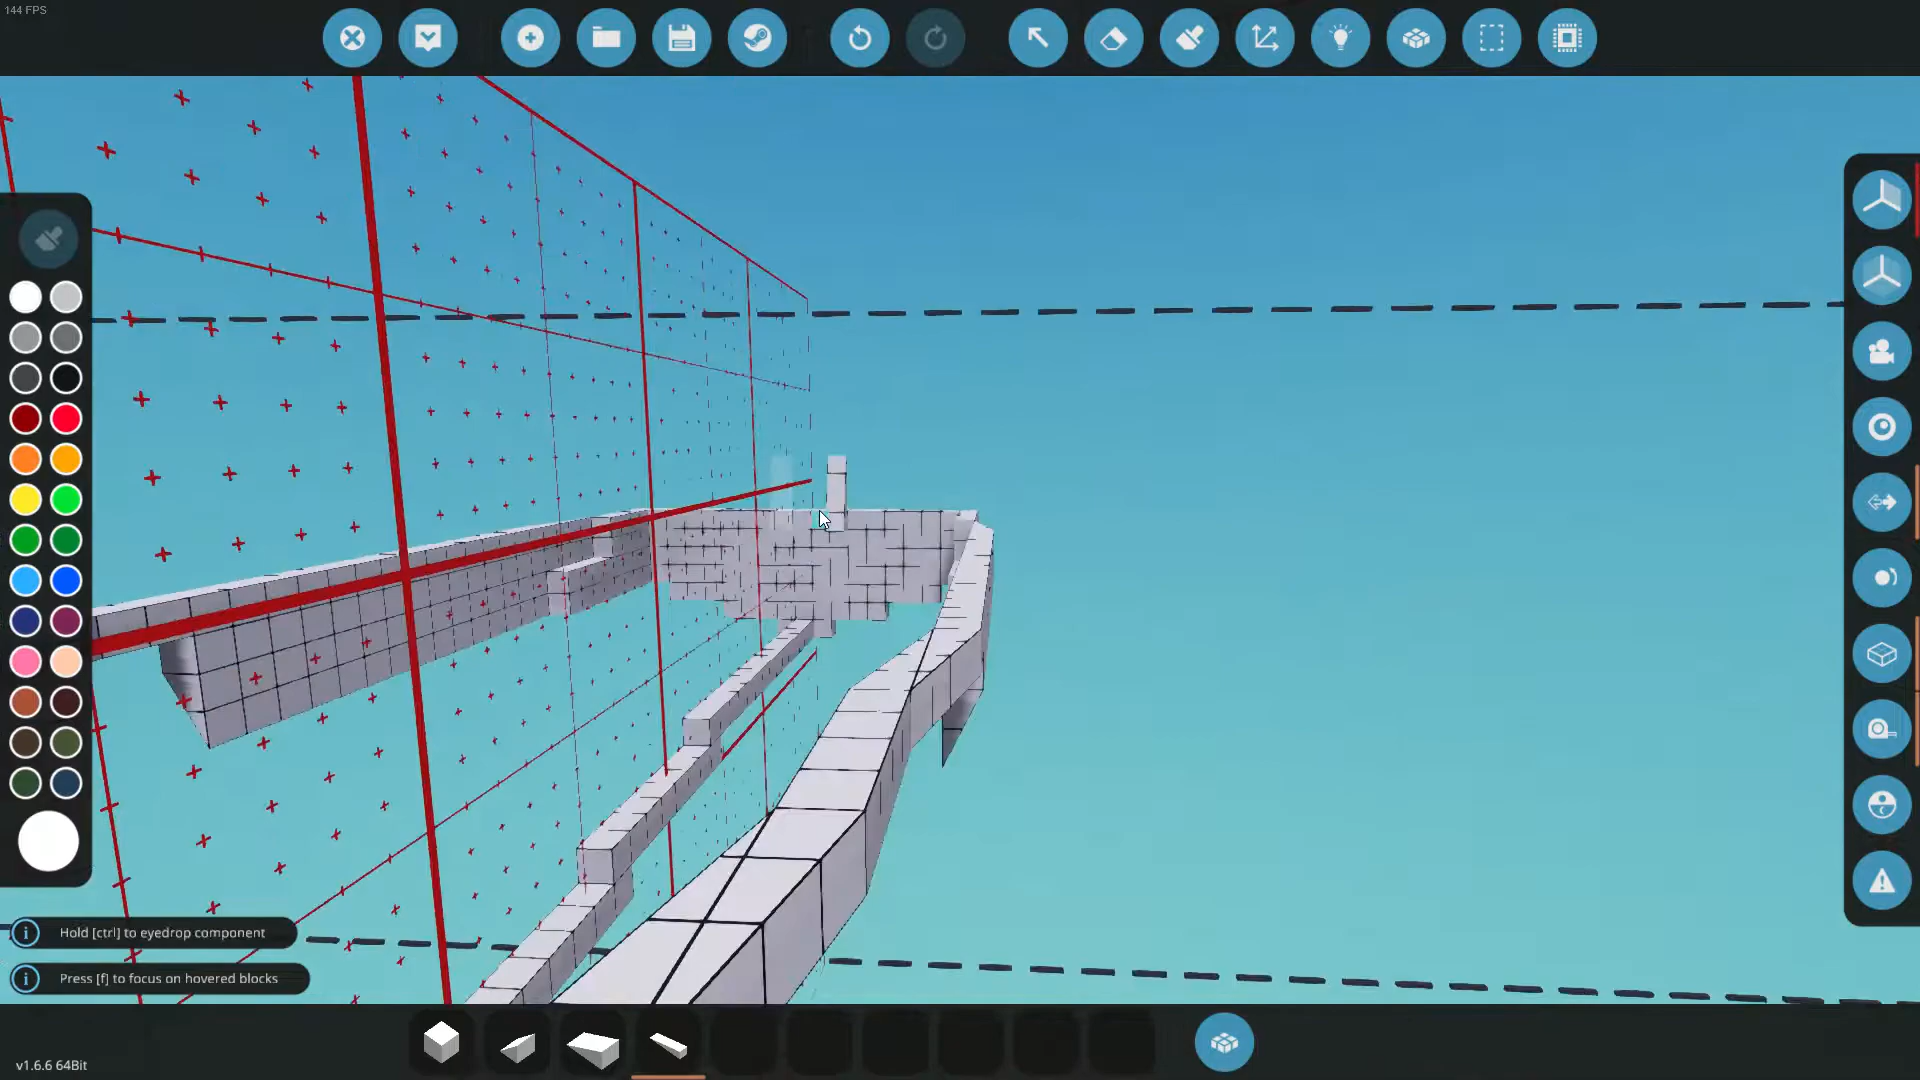 144 FPS
Hold [ctrl] to eyedrop component
Press [f] to focus on hovered blocks
v1.6.6 64Bit